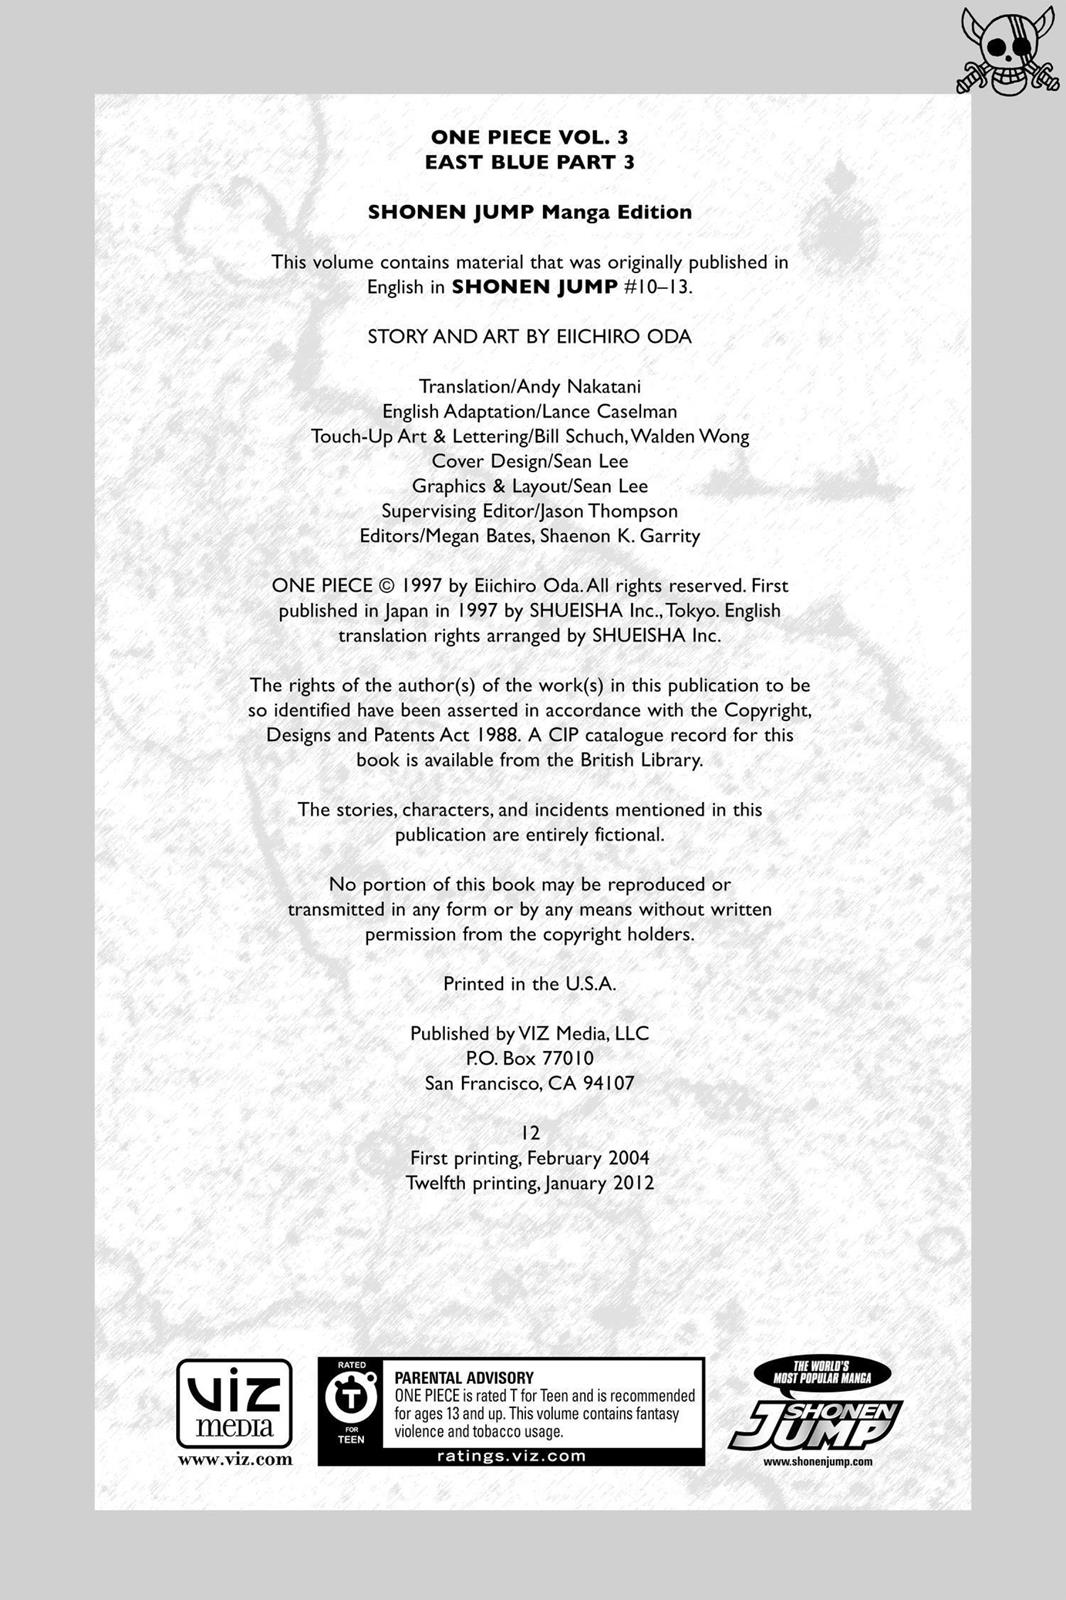 ONE PIECE VOL. 3
EAST BLUE PART 3
SHONEN JUMP Manga Edition
This volume contains material that was originally published in
English in SHONEN JUMP #10–13.
STORY AND ART BY EIICHIRO ODA
Translation/Andy Nakatani
English Adaptation/Lance Caselman
Touch-Up Art & Lettering/Bill Schuch, Walden Wong
Cover Design/Sean Lee
Graphics & Layout/Sean Lee
Supervising Editor/Jason Thompson
Editors/Megan Bates, Shaenon K. Garrity
ONE PIECE © 1997 by Eiichiro Oda. All rights reserved. First
published in Japan in 1997 by SHUEISHA Inc., Tokyo. English
translation rights arranged by SHUEISHA Inc.
The rights of the author(s) of the work(s) in this publication to be
so identified have been asserted in accordance with the Copyright,
Designs and Patents Act 1988. A CIP catalogue record for this
book is available from the British Library.
The stories, characters, and incidents mentioned in this
publication are entirely fictional.
No portion of this book may be reproduced or
transmitted in any form or by any means without written
permission from the copyright holders.
Printed in the U.S.A.
Published by VIZ Media, LLC
P.O. Box 77010
San Francisco, CA 94107
12
First printing, February 2004
Twelfth printing, January 2012
viz
media
www.viz.com
RATED
T
FOR
TEEN
PARENTAL ADVISORY
ONE PIECE is rated T for Teen and is recommended
for ages 13 and up. This volume contains fantasy
violence and tobacco usage.
ratings.viz.com
THE WORLD'S
MOST POPULAR MANGA
SHONEN
JUMP
www.shonenjump.com